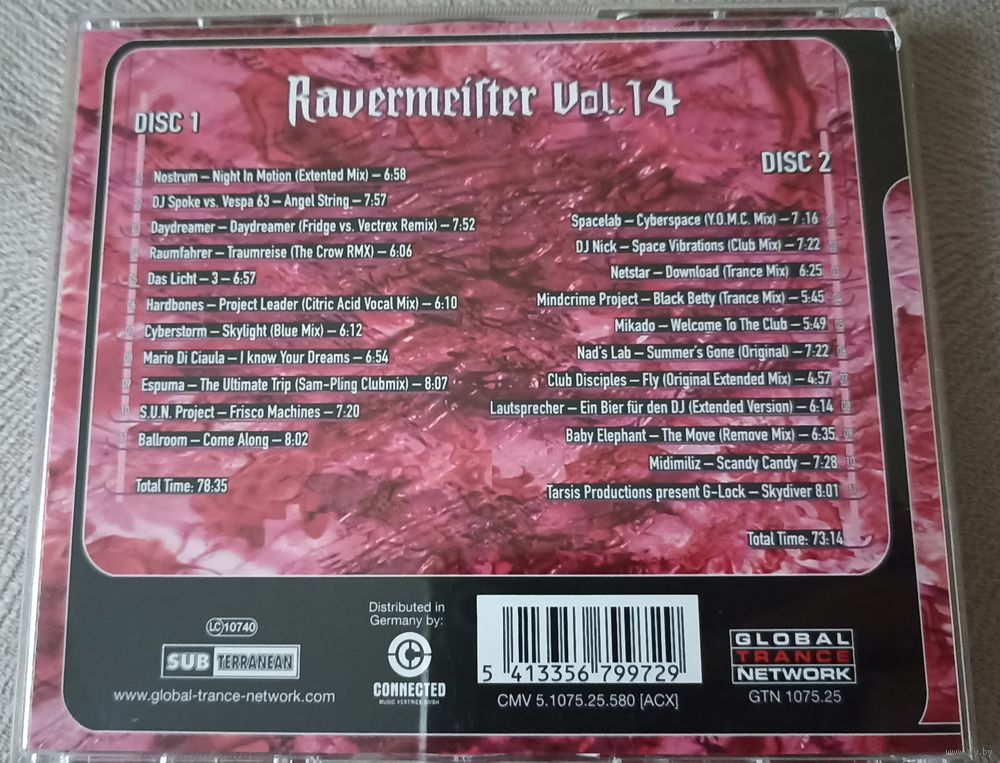 Ravermeiſter Vol.14
DISC 1
Nostrum – Night In Motion (Extented Mix) – 6:58
DJ Spoke vs. Vespa 63 – Angel String – 7:57
Daydreamer – Daydreamer (Fridge vs. Vectrex Remix) – 7:52
Raumfahrer – Traumreise (The Crow RMX) – 6:06
Das Licht – 3 – 6:57
Hardbones – Project Leader (Citric Acid Vocal Mix) – 6:10
Cyberstorm – Skylight (Blue Mix) – 6:12
Mario Di Ciaula – I know Your Dreams – 6:54
Espuma – The Ultimate Trip (Sam-Pling Clubmix) – 8:07
S.U.N. Project – Frisco Machines – 7:20
Ballroom – Come Along – 8:02
Total Time: 78:35
DISC 2
Spacelab – Cyberspace (Y.O.M.C. Mix) – 7:16
DJ Nick – Space Vibrations (Club Mix) – 7:22
Netstar – Download (Trance Mix) 6:25
Mindcrime Project – Black Betty (Trance Mix) – 5:45
Mikado – Welcome To The Club – 5:49
Nad's Lab – Summer's Gone (Original) – 7:22
Club Disciples – Fly (Original Extended Mix) – 4:57
Lautsprecher – Ein Bier für den DJ (Extended Version) – 6:14
Baby Elephant – The Move (Remove Mix) – 6:35
Midimiliz – Scandy Candy – 7:28
Tarsis Productions present G-Lock – Skydiver 8:01
Total Time: 73:14
LC 10740
SUB TERRANEAN
www.global-trance-network.com
Distributed in
Germany by:
CONNECTED
MUSIC VERTRIEB GMBH
5 413356 799729
CMV 5.1075.25.580 [ACX]
GLOBAL
TRANCE
NETWORK
GTN 1075.25